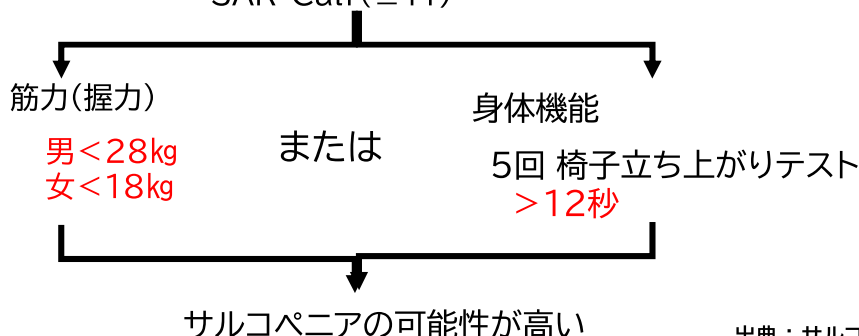 筋力(握力)
男<28kg
女<18kg
または
身体機能
5回 椅子立ち上がりテスト
>12秒
サルコペニアの可能性が高い